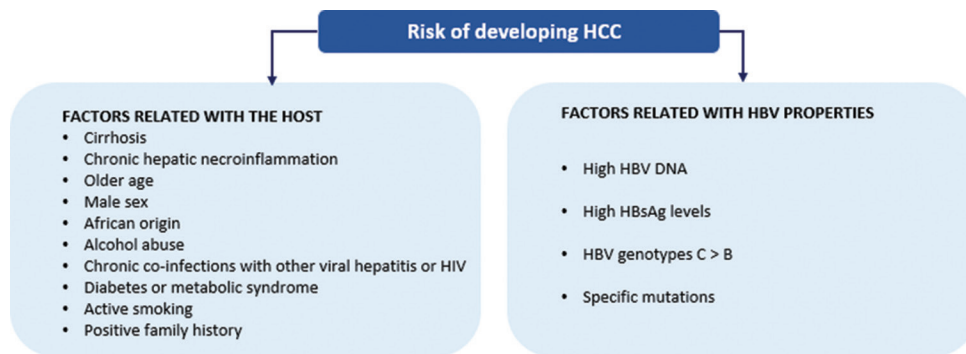 Risk of developing HCC
FACTORS RELATED WITH THE HOST
• Cirrhosis
• Chronic hepatic necroinflammation
• Older age
• Male sex
• African origin
• Alcohol abuse
• Chronic co-infections with other viral hepatitis or HIV
• Diabetes or metabolic syndrome
• Active smoking
• Positive family history
FACTORS RELATED WITH HBV PROPERTIES
• High HBV DNA
• High HBsAg levels
• HBV genotypes C > B
• Specific mutations